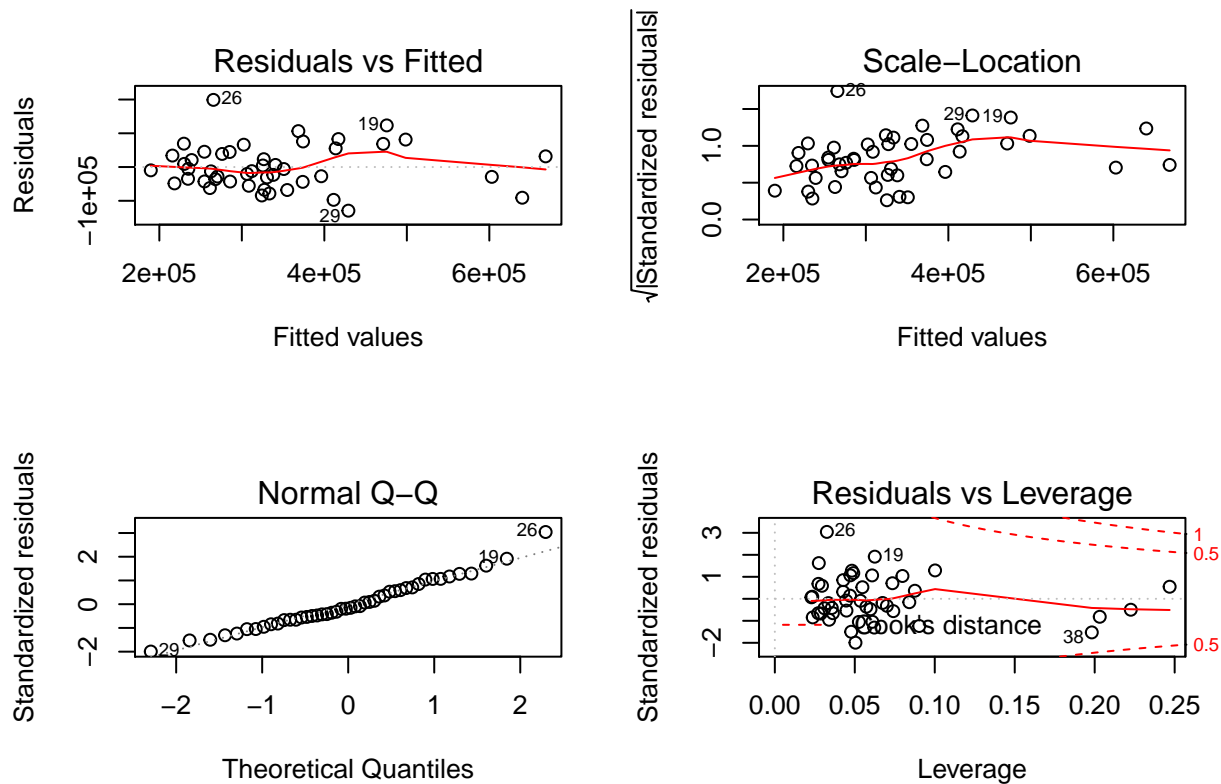 Residuals vs Fitted
Residuals
−1e+05
26
19
29
2e+05 4e+05 6e+05
Fitted values
Scale−Location
√|Standardized residuals|
0.0 1.0
26
29 19
2e+05 4e+05 6e+05
Fitted values
Normal Q−Q
Standardized residuals
−2 0 2
26
19
29
−2 −1 0 1 2
Theoretical Quantiles
Residuals vs Leverage
Standardized residuals
−2 1 3
26
19
38
Cook's distance
1
0.5
0.5
0.00 0.05 0.10 0.15 0.20 0.25
Leverage